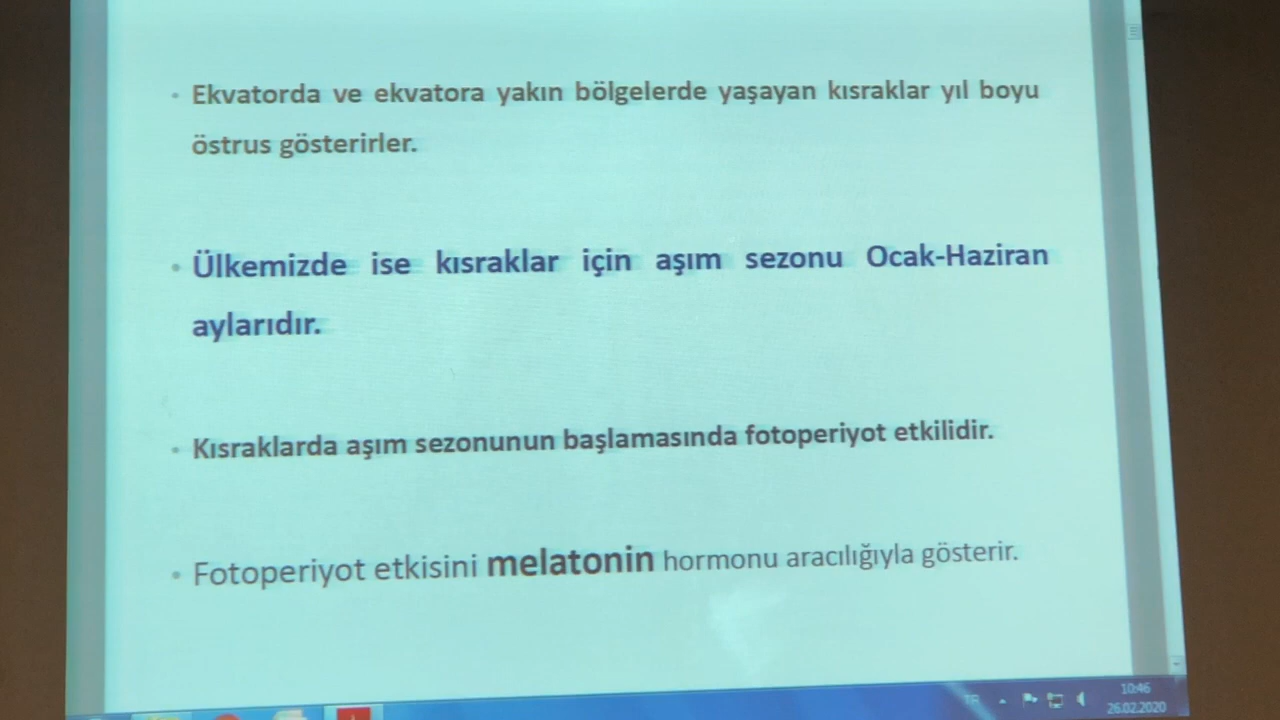 • Ekvatorda ve ekvatora yakın bölgelerde yaşayan kısraklar yıl boyu
östrus gösterirler.
• Ülkemizde ise kısraklar için aşım sezonu Ocak-Haziran
aylarıdır.
• Kısraklarda aşım sezonunun başlamasında fotoperiyot etkilidir.
• Fotoperiyot etkisini melatonin hormonu aracılığıyla gösterir.
TR
10:46
26.02.2020